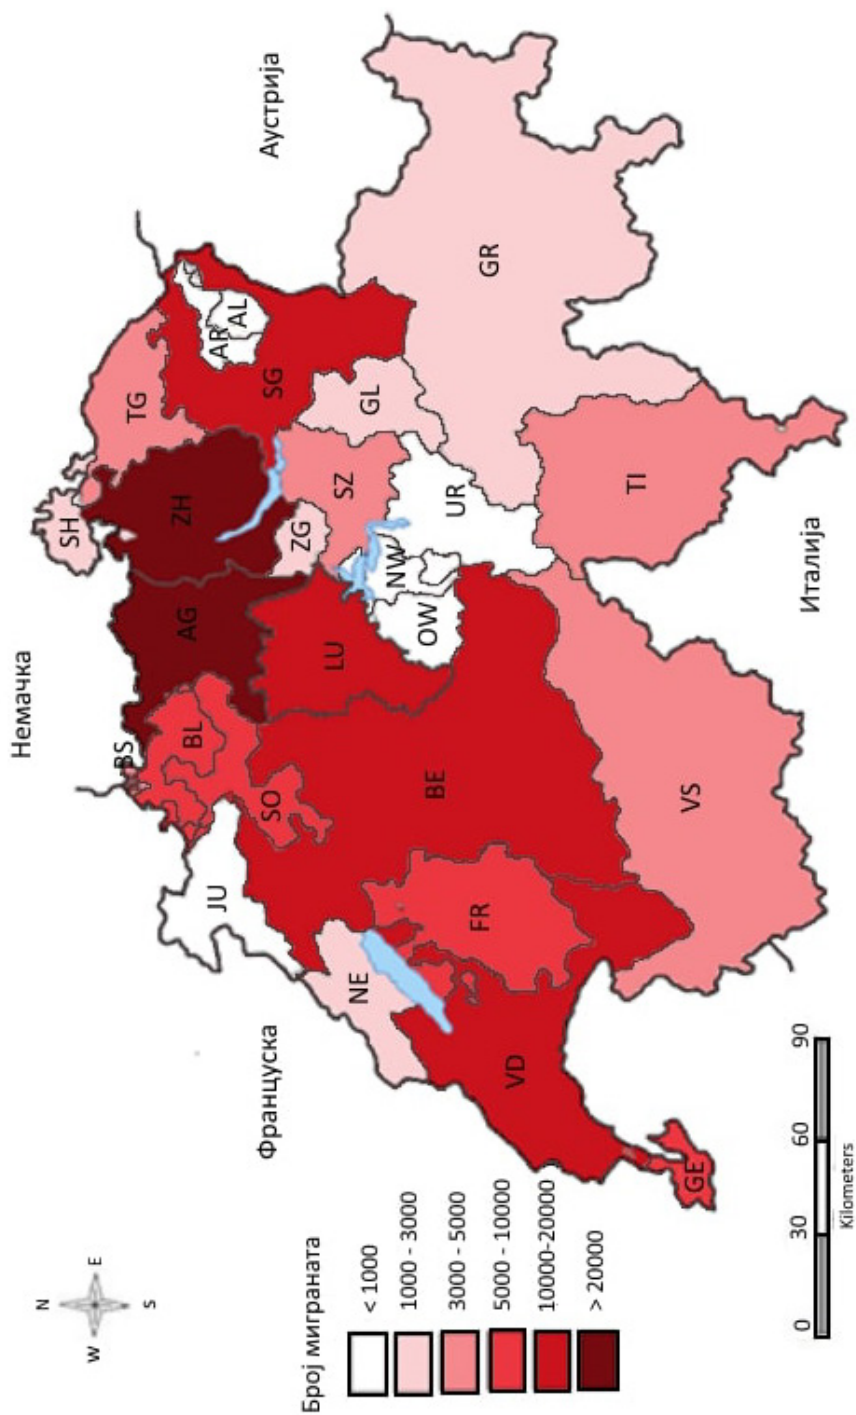 Немачка
Аустрија
Француска
Италија
SH
TG
ZH
AG
BS
BL
JU
SO
AR
AL
SG
GL
SZ
ZG
LU
NW
OW
UR
GR
TI
BE
NE
FR
VD
VS
GE
N
W
E
S
Број миграната
< 1000
1000 - 3000
3000 - 5000
5000 - 10000
10000-20000
> 20000
0 30 60 90
Kilometers